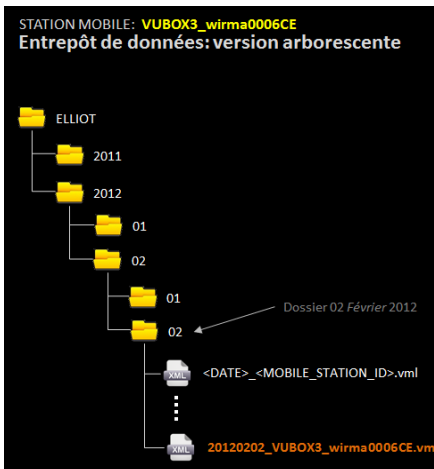 STATION MOBILE: VUBOX3_wirma0006CE
Entrepôt de données: version arborescente
ELLIOT
2011
2012
01
02
01
02
Dossier 02 Février 2012
XML
<DATE>_<MOBILE_STATION_ID>.vml
XML
20120202_VUBOX3_wirma0006CE.vm